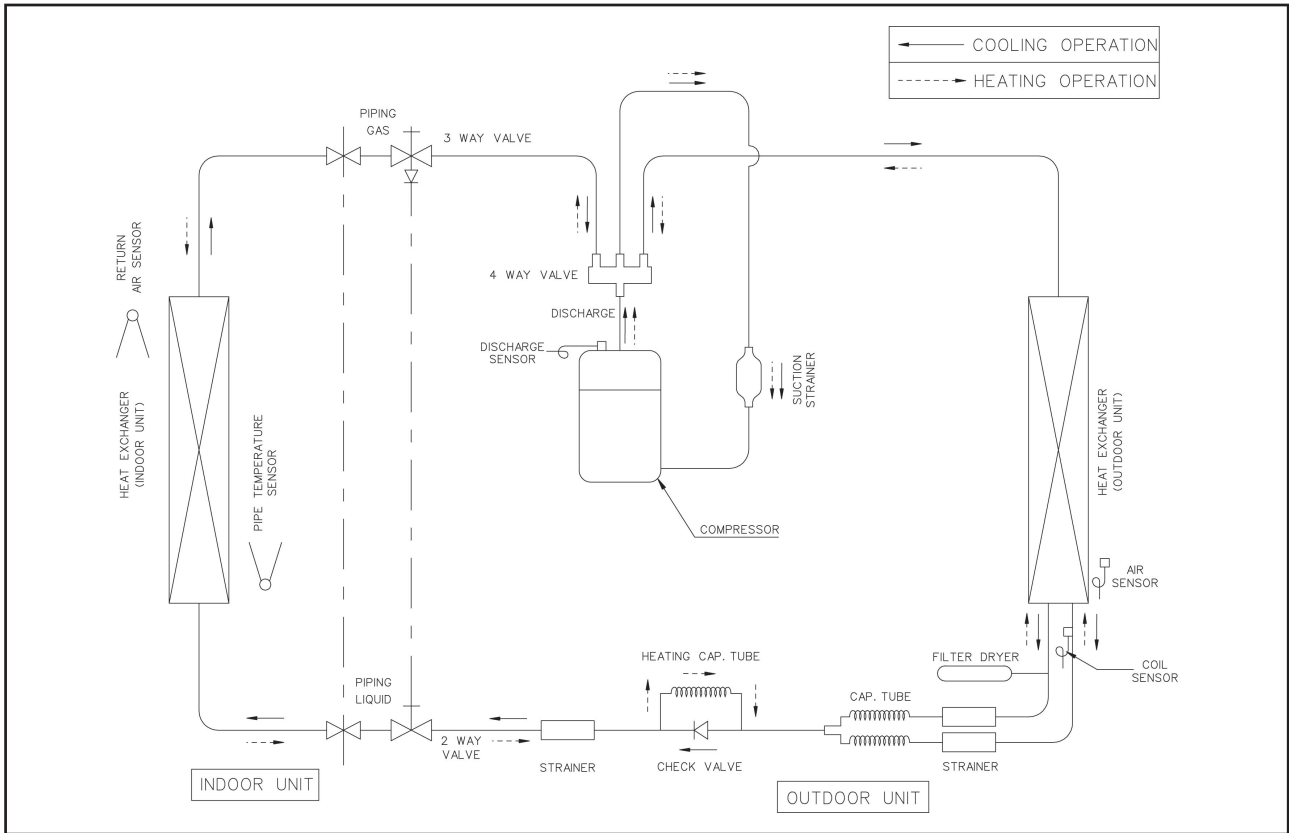 COOLING OPERATION
HEATING OPERATION
PIPING
GAS
3 WAY VALVE
RETURN
AIR SENSOR
4 WAY VALVE
DISCHARGE
DISCHARGE
SENSOR
SUCTION
STRAINER
HEAT EXCHANGER
(INDOOR UNIT)
PIPE TEMPERATURE
SENSOR
HEAT EXCHANGER
(OUTDOOR UNIT)
COMPRESSOR
AIR
SENSOR
HEATING CAP. TUBE
FILTER DRYER
COIL
SENSOR
PIPING
LIQUID
CAP. TUBE
2 WAY
VALVE
STRAINER
CHECK VALVE
STRAINER
INDOOR UNIT
OUTDOOR UNIT